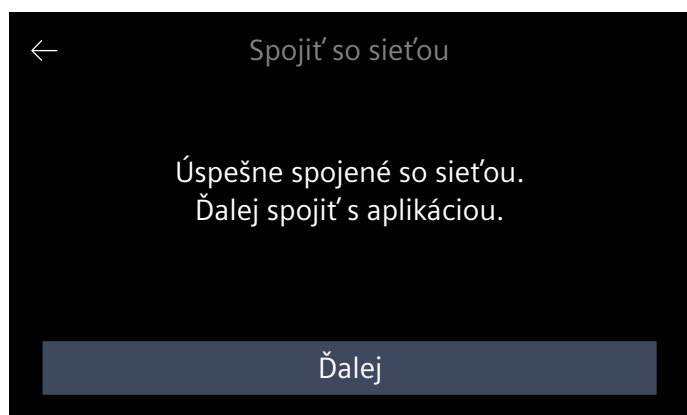 Spojiť so sieťou
Úspešne spojené so sieťou.
Ďalej spojiť s aplikáciou.
Ďalej